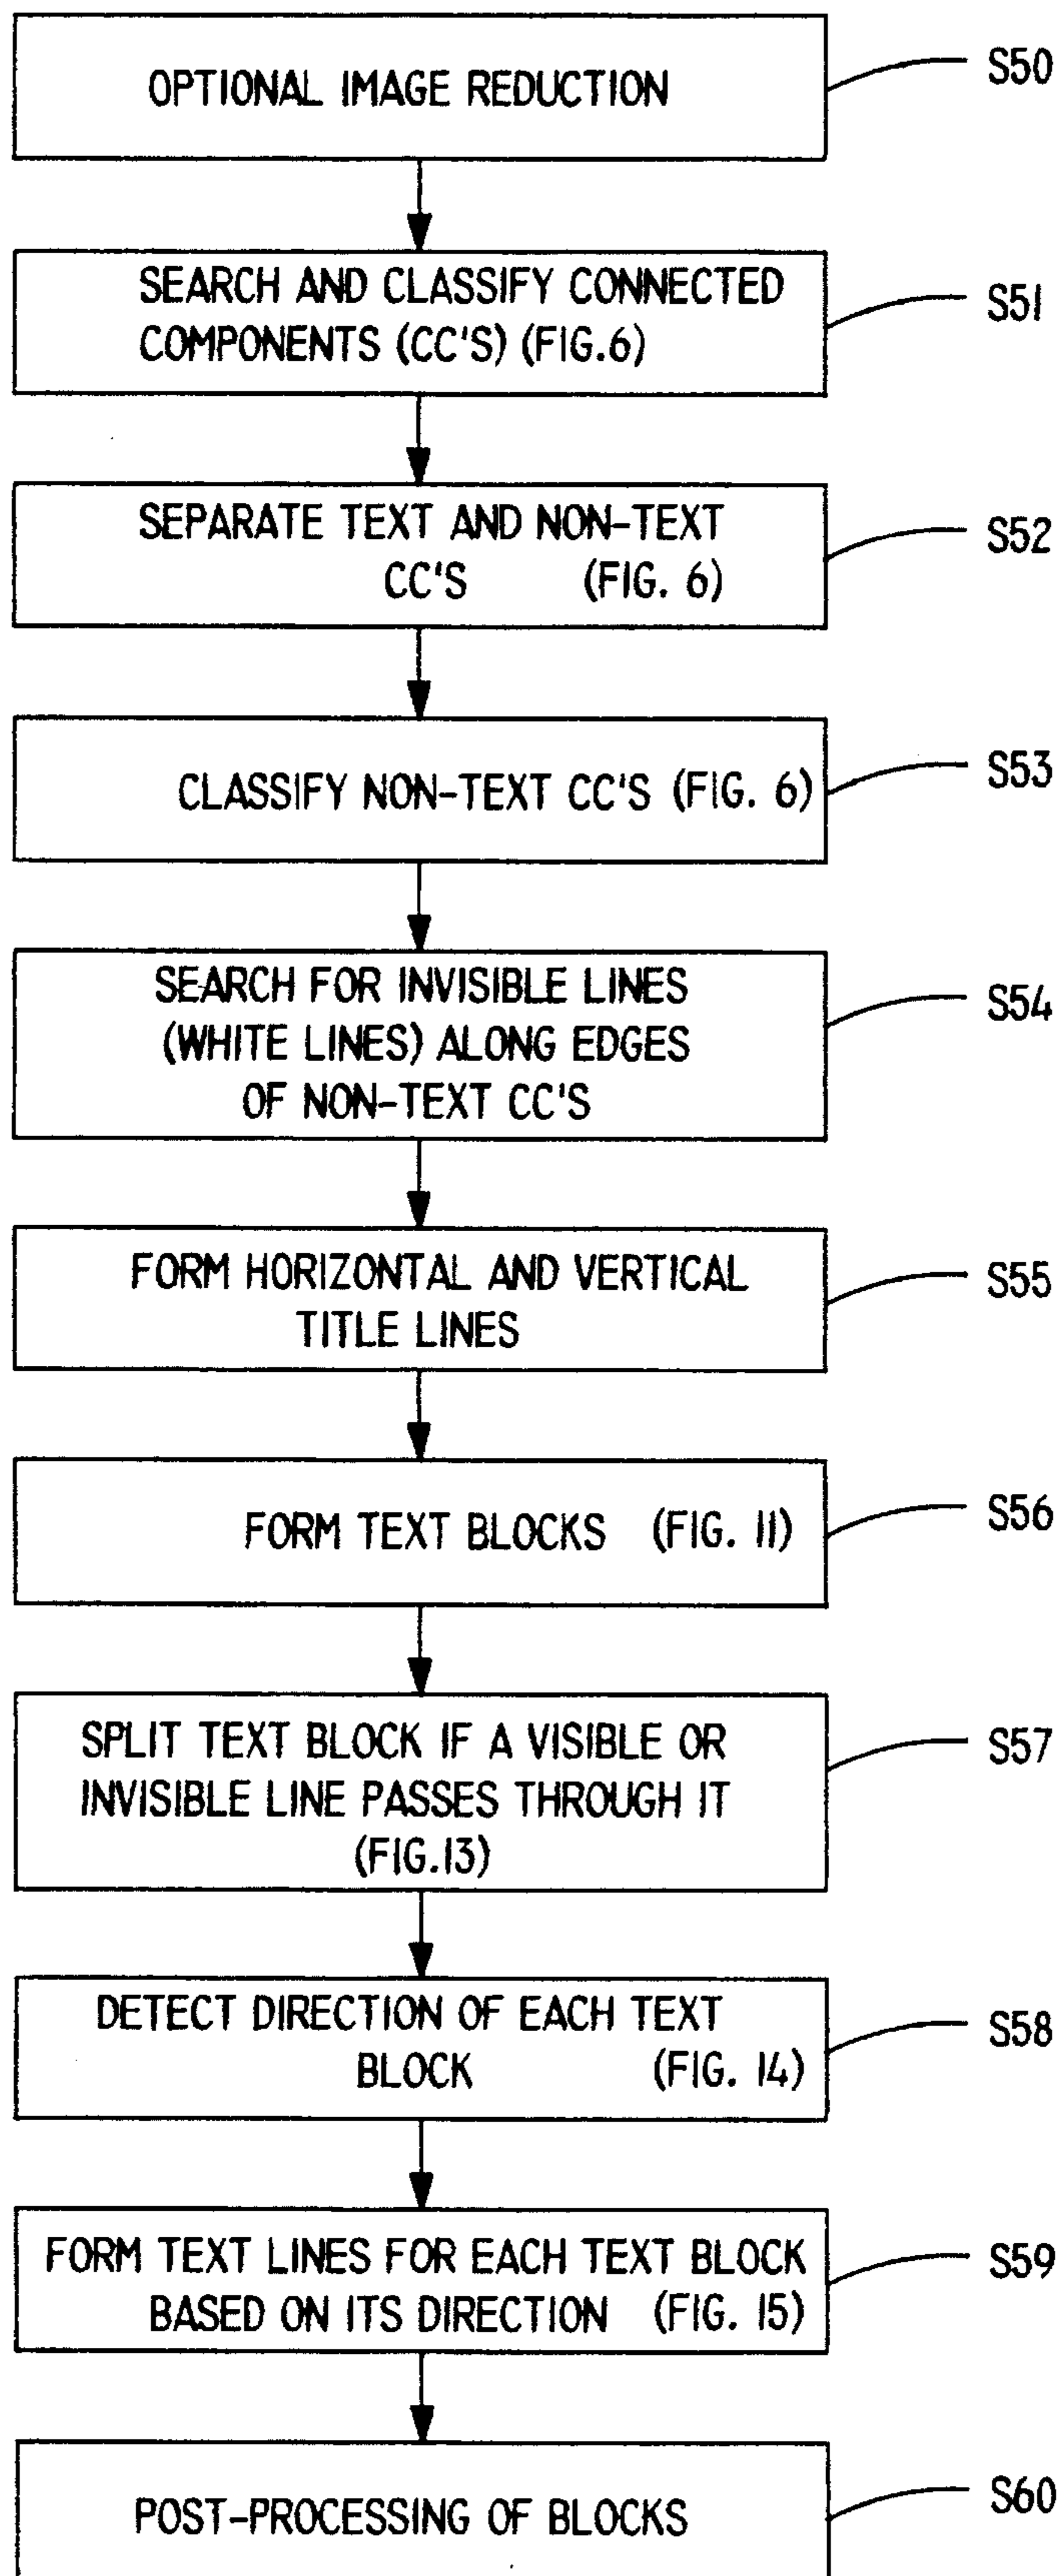 OPTIONAL IMAGE REDUCTION
S50
SEARCH AND CLASSIFY CONNECTED
COMPONENTS (CC'S) (FIG.6)
S51
SEPARATE TEXT AND NON-TEXT
CC'S (FIG. 6)
S52
CLASSIFY NON-TEXT CC'S (FIG. 6)
S53
SEARCH FOR INVISIBLE LINES
(WHITE LINES) ALONG EDGES
OF NON-TEXT CC'S
S54
FORM HORIZONTAL AND VERTICAL
TITLE LINES
S55
FORM TEXT BLOCKS (FIG. 11)
S56
SPLIT TEXT BLOCK IF A VISIBLE OR
INVISIBLE LINE PASSES THROUGH IT
(FIG.13)
S57
DETECT DIRECTION OF EACH TEXT
BLOCK (FIG. 14)
S58
FORM TEXT LINES FOR EACH TEXT BLOCK
BASED ON ITS DIRECTION (FIG. 15)
S59
POST-PROCESSING OF BLOCKS
S60